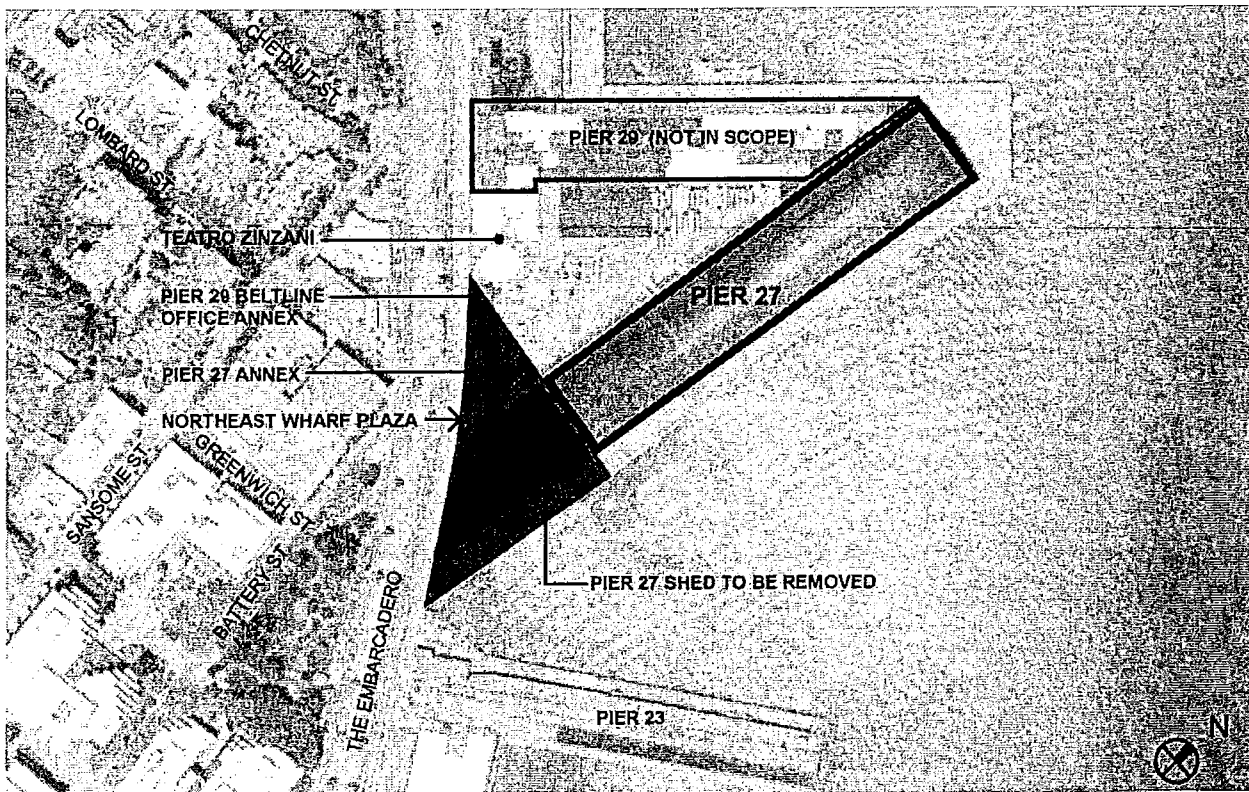 CHETNUT ST.
LOMBARD ST.
PIER 29 (NOT IN SCOPE)
TEATRO ZINZANI
PIER 27
PIER 29 BELTLINE
OFFICE ANNEX
PIER 27 ANNEX
NORTHEAST WHARF PLAZA
GREENWICH ST.
SANSOME ST.
BATTERY ST.
PIER 27 SHED TO BE REMOVED
THE EMBARCADERO
PIER 23
N